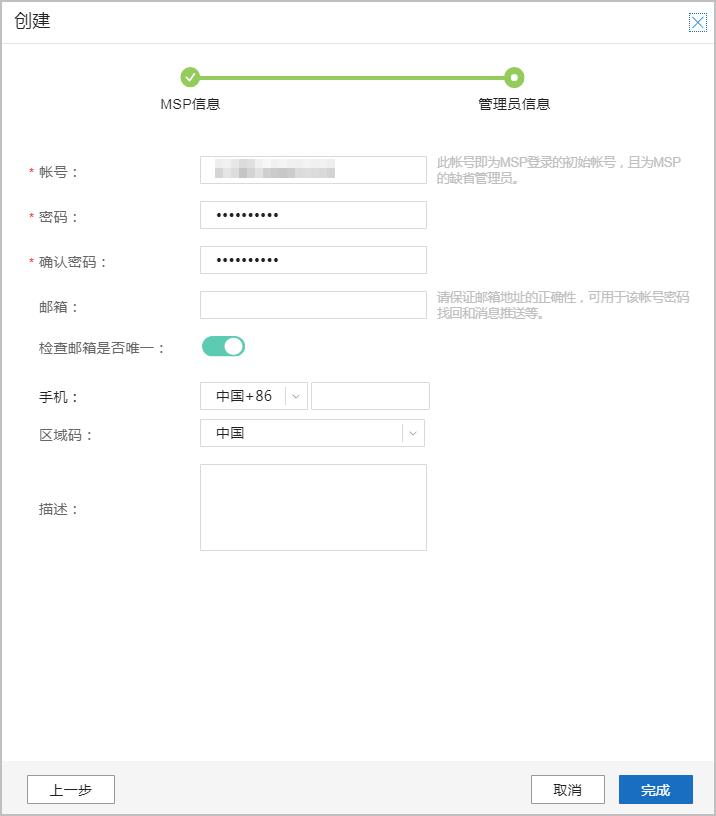 创建
MSP信息
管理员信息
* 帐号：
此帐号即为MSP登录的初始帐号，且为MSP
的缺省管理员。
* 密码：
••••••••••
* 确认密码：
••••••••••
邮箱：
请保证邮箱地址的正确性，可用于该帐号密码
找回和消息推送等。
检查邮箱是否唯一：
手机：
中国+86
区域码：
中国
描述：
上一步
取消
完成